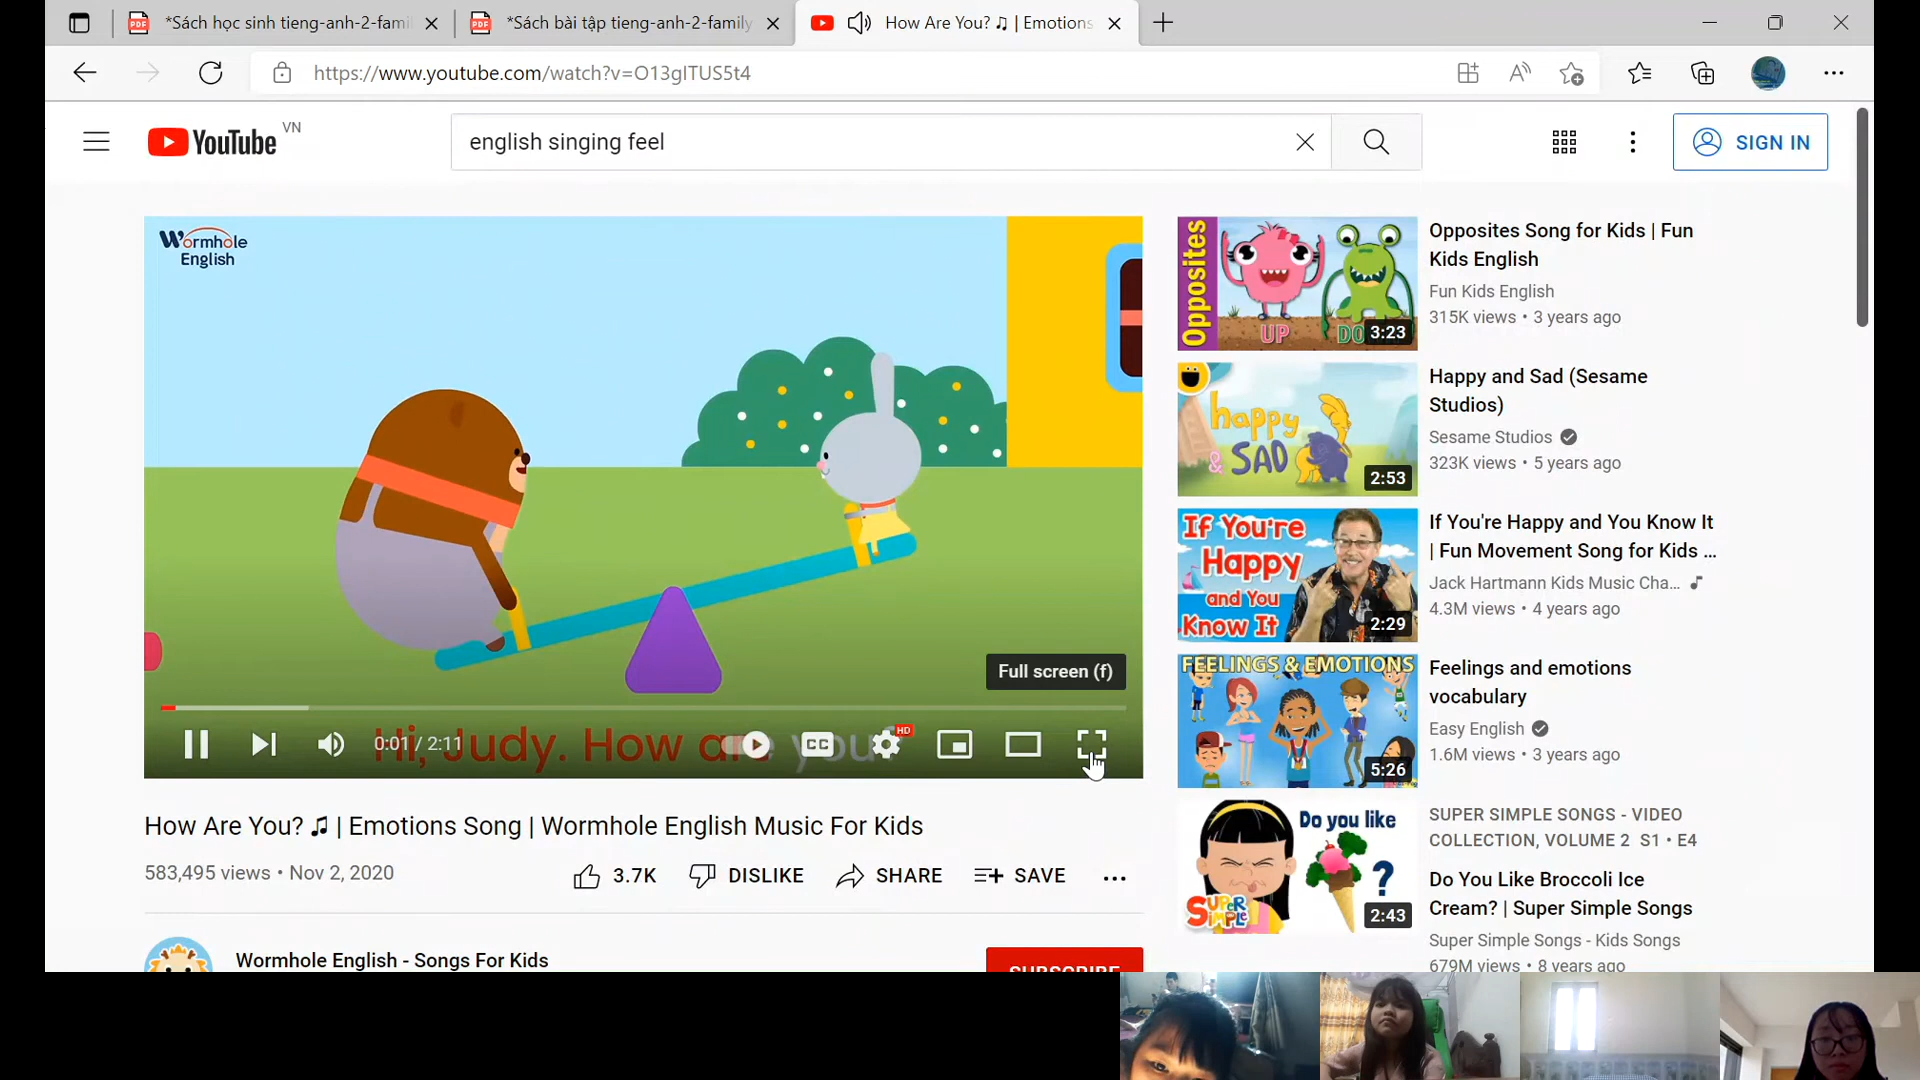 *Sách học sinh tieng-anh-2-famil
*Sách bài tập tieng-anh-2-family
How Are You? ♫ | Emotions
https://www.youtube.com/watch?v=O13gITUS5t4
YouTube VN
english singing feel
SIGN IN
Wormhole
English
Full screen (f)
Hi, Judy. How are you?
0:01 / 2:11
CC
HD
How Are You? ♫ | Emotions Song | Wormhole English Music For Kids
583,495 views • Nov 2, 2020
3.7K
DISLIKE
SHARE
SAVE
Wormhole English - Songs For Kids
SUBSCRIBE
Opposites
UP
DO
3:23
Opposites Song for Kids | Fun
Kids English
Fun Kids English
315K views • 3 years ago
happy
& SAD
2:53
Happy and Sad (Sesame
Studios)
Sesame Studios
323K views • 5 years ago
If You're
Happy
and You
Know It
2:29
If You're Happy and You Know It
| Fun Movement Song for Kids ...
Jack Hartmann Kids Music Cha...
4.3M views • 4 years ago
FEELINGS & EMOTIONS
5:26
Feelings and emotions
vocabulary
Easy English
1.6M views • 3 years ago
Do you like
?
SUPER
SIMPLE
2:43
SUPER SIMPLE SONGS - VIDEO
COLLECTION, VOLUME 2 S1 • E4
Do You Like Broccoli Ice
Cream? | Super Simple Songs
Super Simple Songs - Kids Songs
679M views • 8 years ago